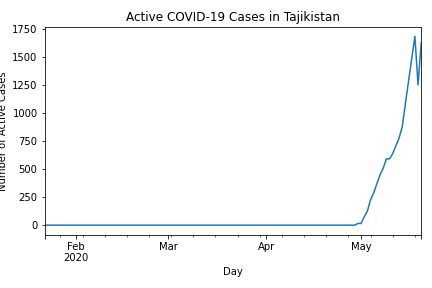 Active COVID-19 Cases in Tajikistan
Number of Active Cases
1750
1500
1250
1000
750
500
250
0
Feb
2020
Mar
Apr
May
Day